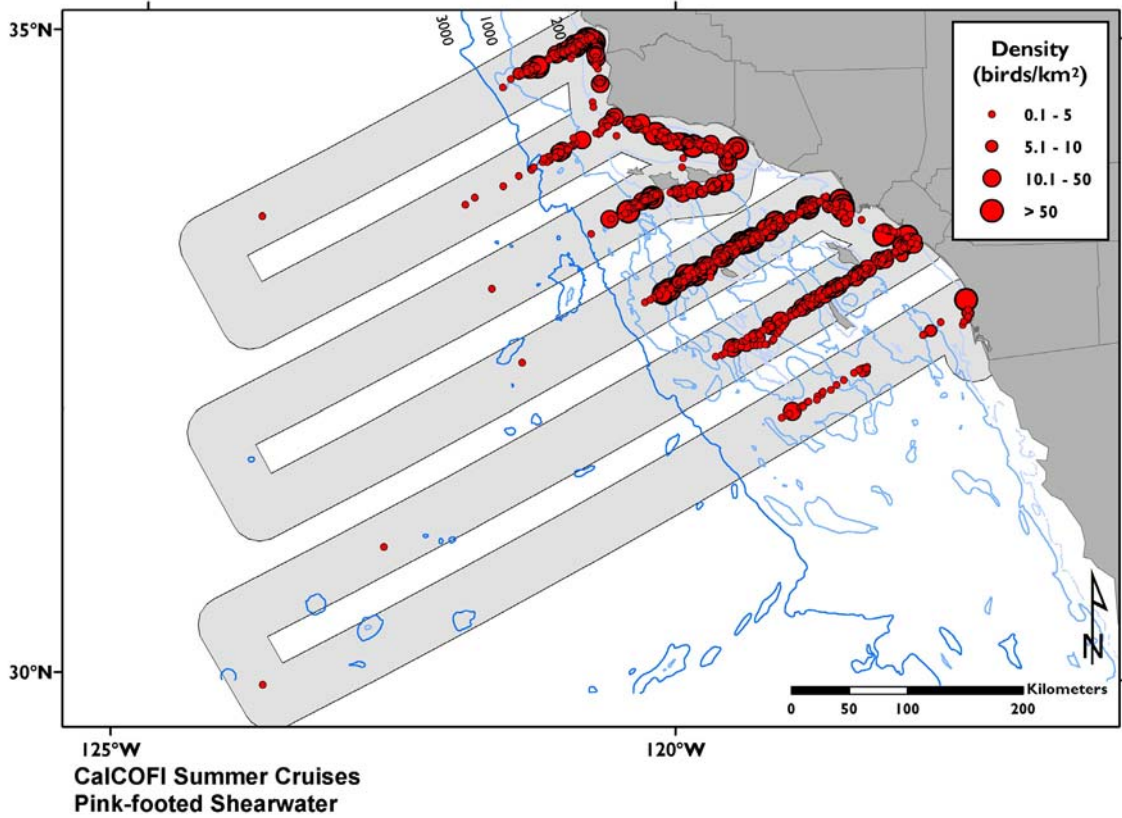 35°N
3000
1000
200
Density
(birds/km²)
0.1 - 5
5.1 - 10
10.1 - 50
> 50
N
30°N
Kilometers
0 50 100 200
125°W
120°W
CalCOFI Summer Cruises
Pink-footed Shearwater